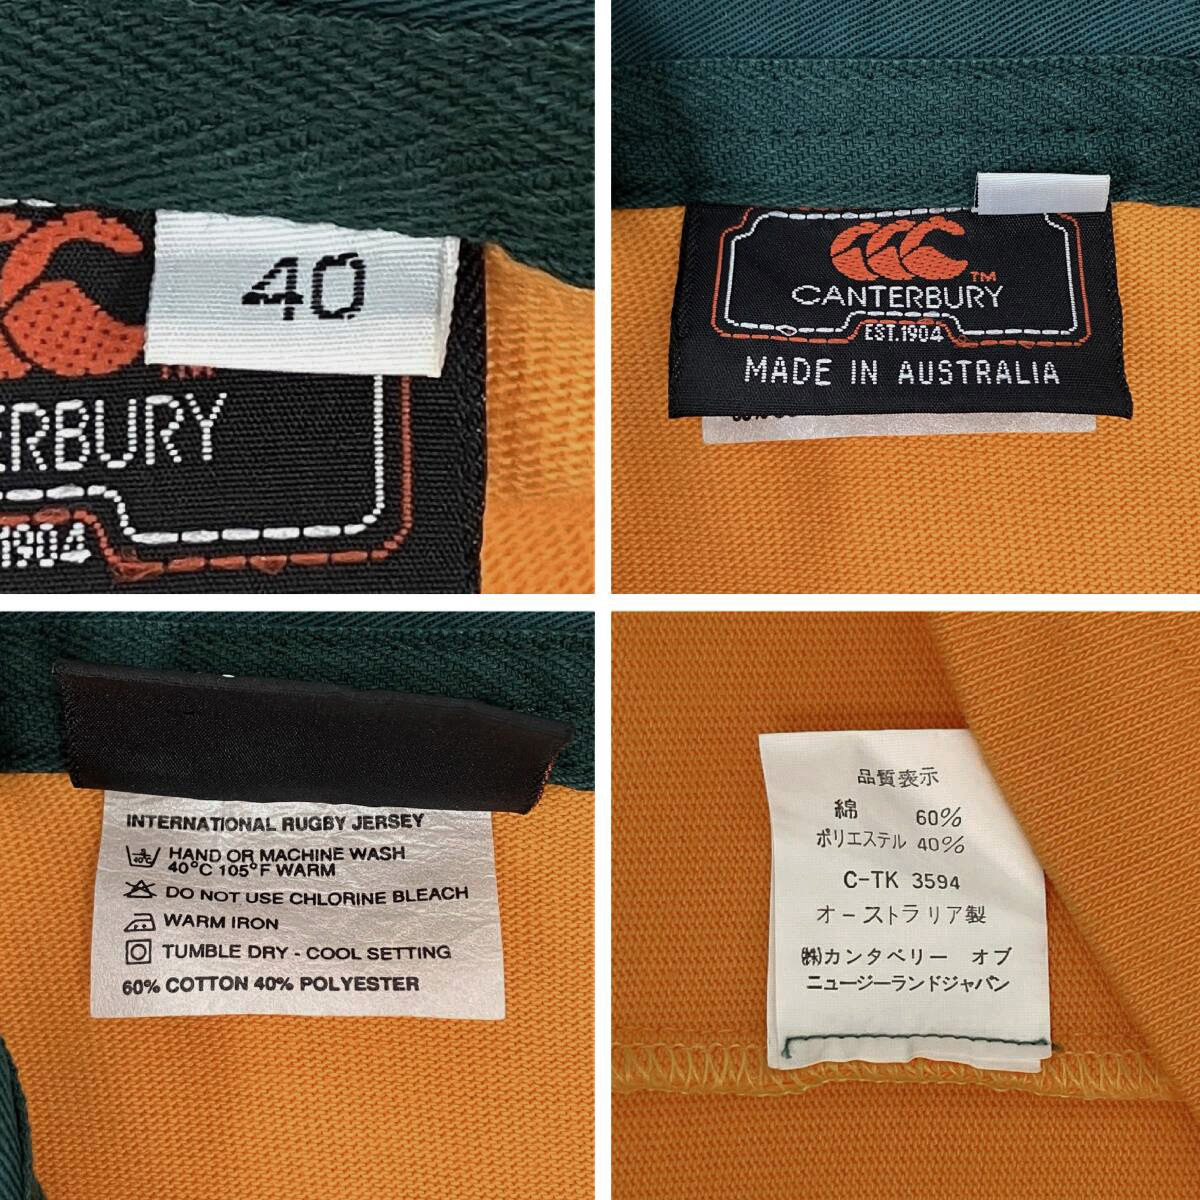 40
TM
ERBURY
1904
CANTERBURY
TM
EST.1904
MADE IN AUSTRALIA
INTERNATIONAL RUGBY JERSEY
40°C
HAND OR MACHINE WASH
40°C 105°F WARM
DO NOT USE CHLORINE BLEACH
WARM IRON
TUMBLE DRY - COOL SETTING
60% COTTON 40% POLYESTER
品質表示
綿 60%
ポリエステル 40%
C-TK 3594
オーストラリア製
㈱カンタベリー オブ
ニュージーランドジャパン